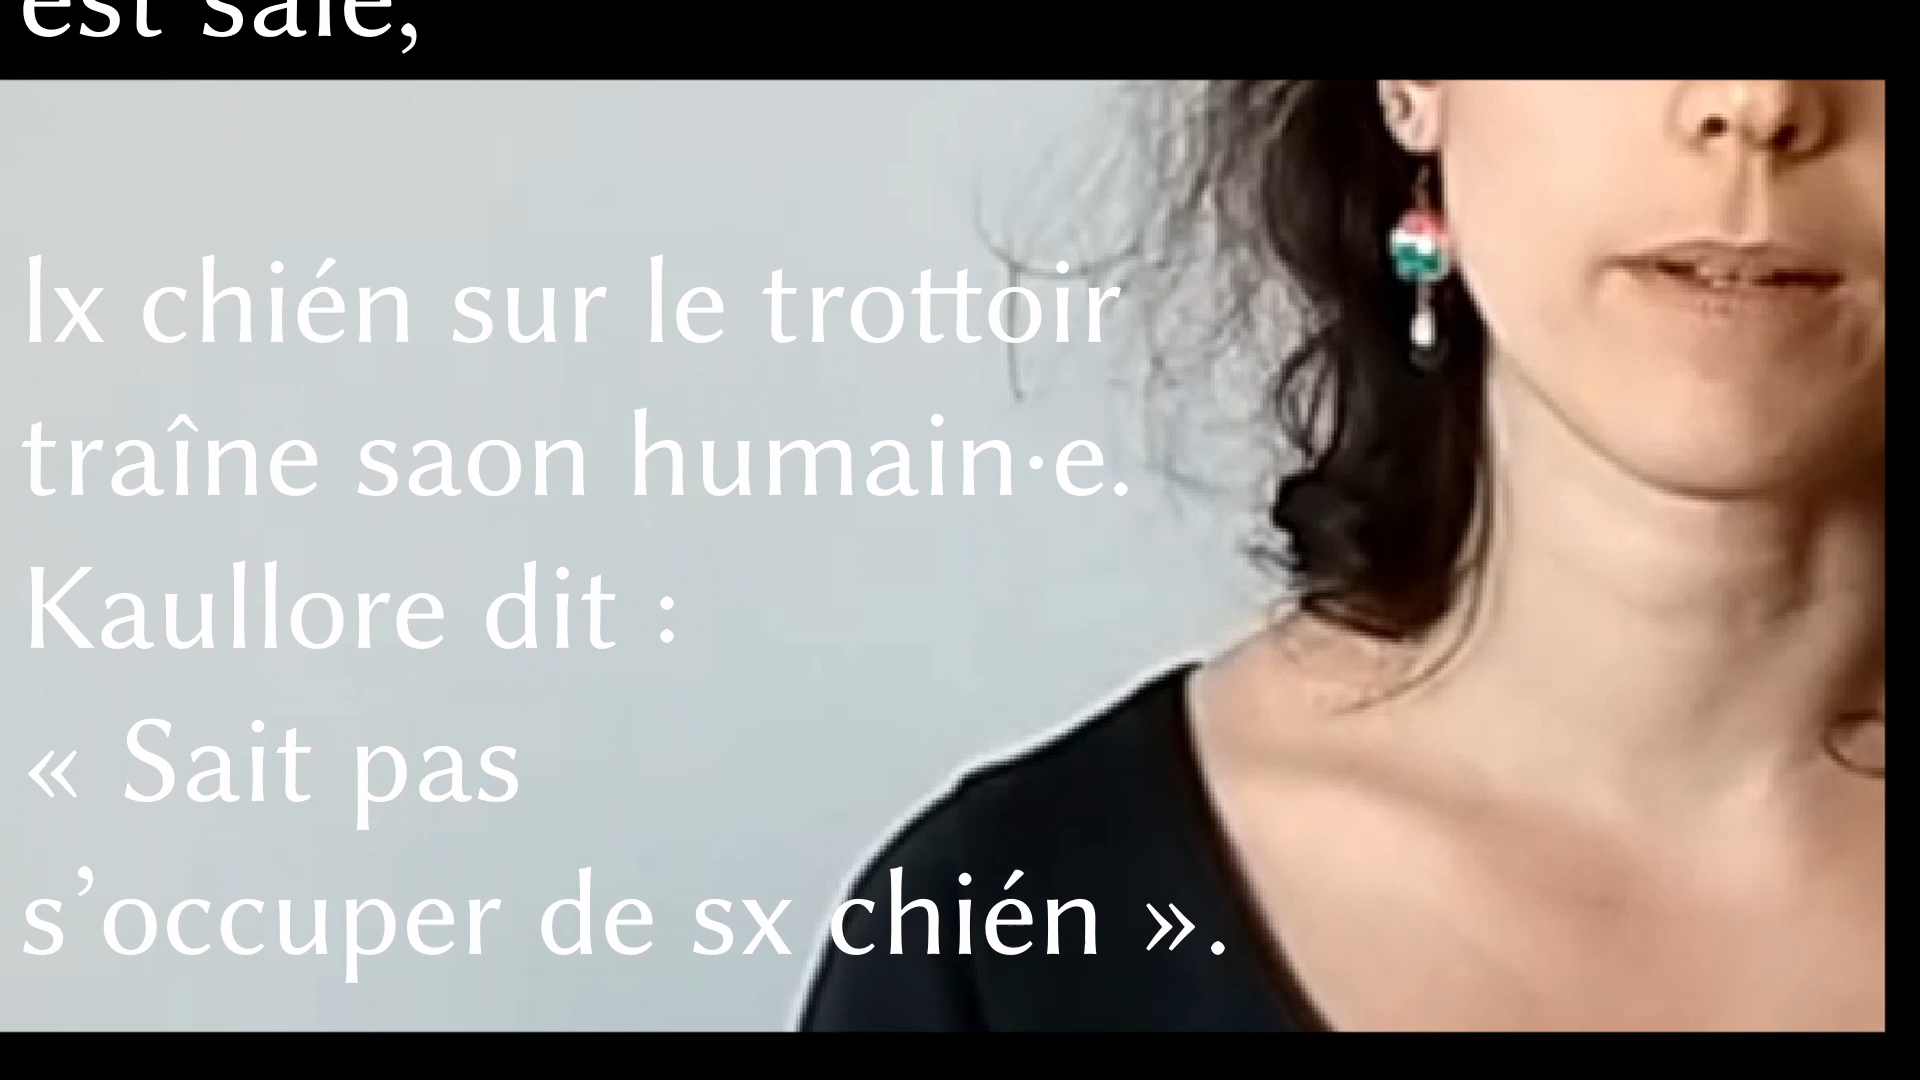 est sale,
lx chién sur le trottoir
traîne saon humain·e.
Kaullore dit :
« Sait pas
s’occuper de sx chién ».